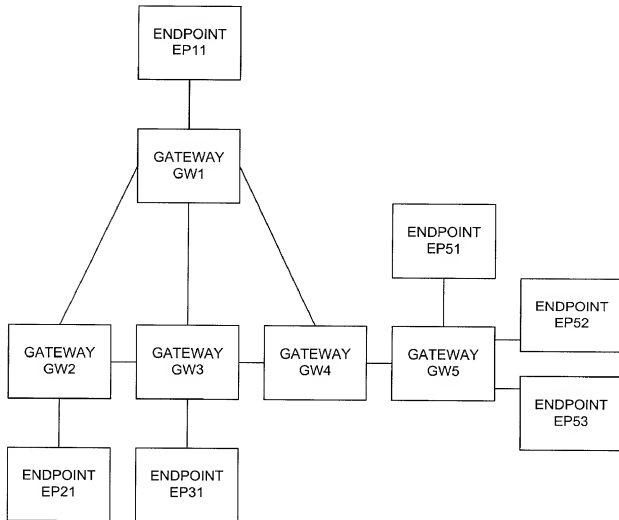 ENDPOINT
EP11
GATEWAY
GW1
ENDPOINT
EP51
ENDPOINT
EP52
GATEWAY
GW2
GATEWAY
GW3
GATEWAY
GW4
GATEWAY
GW5
ENDPOINT
EP53
ENDPOINT
EP21
ENDPOINT
EP31